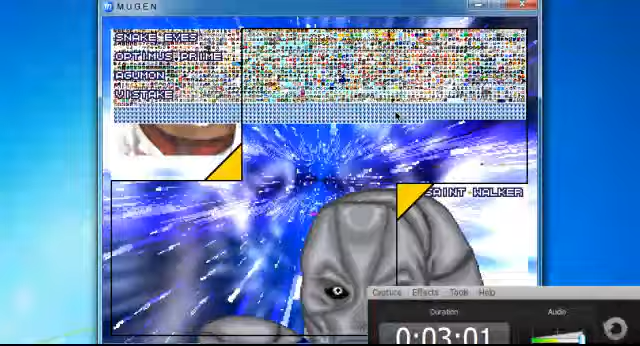 MUGEN
SNAKE EYES
OPTIMUS PRIME
AGUMON
VISTAKE
SAINT WALKER
Capture Effects Tools Help
Duration
Audio
0:03:01